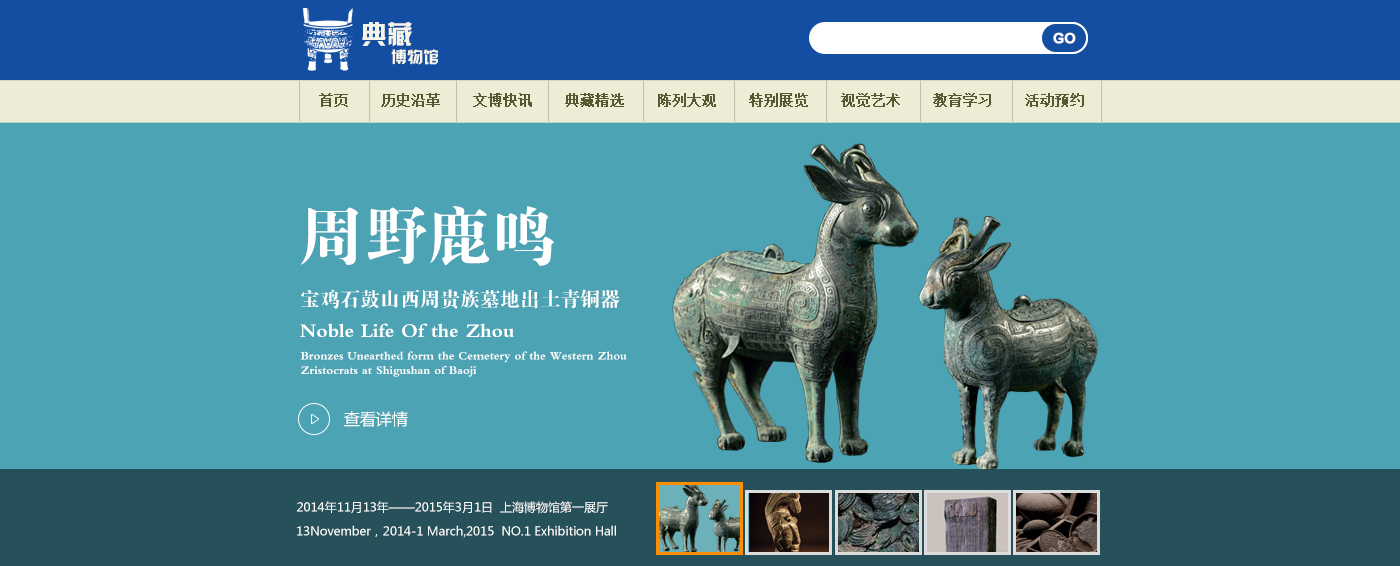 典藏
博物馆
GO
首页 历史沿革 文博快讯 典藏精选 陈列大观 特别展览 视觉艺术 教育学习 活动预约
周野鹿鸣
宝鸡石鼓山西周贵族墓地出土青铜器
Noble Life Of the Zhou
Bronzes Unearthed form the Cemetery of the Western Zhou
Zristocrats at Shigushan of Baoji
查看详情
2014年11月13年——2015年3月1日 上海博物馆第一展厅
13November , 2014-1 March,2015 NO.1 Exhibition Hall